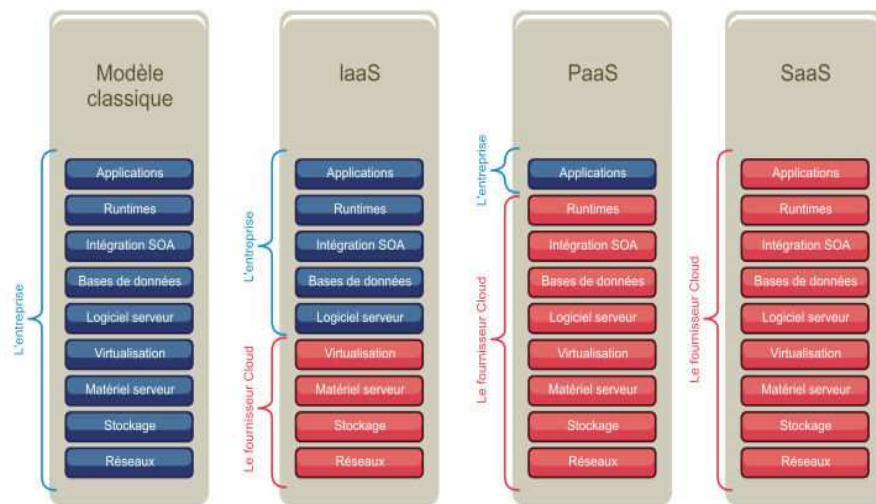 Modèle
classique
L'entreprise
Applications
Runtimes
Intégration SOA
Bases de données
Logiciel serveur
Virtualisation
Matériel serveur
Stockage
Réseaux
IaaS
L'entreprise
Le fournisseur Cloud
Applications
Runtimes
Intégration SOA
Bases de données
Logiciel serveur
Virtualisation
Matériel serveur
Stockage
Réseaux
PaaS
L'entreprise
Le fournisseur Cloud
Applications
Runtimes
Intégration SOA
Bases de données
Logiciel serveur
Virtualisation
Matériel serveur
Stockage
Réseaux
SaaS
Le fournisseur Cloud
Applications
Runtimes
Intégration SOA
Bases de données
Logiciel serveur
Virtualisation
Matériel serveur
Stockage
Réseaux